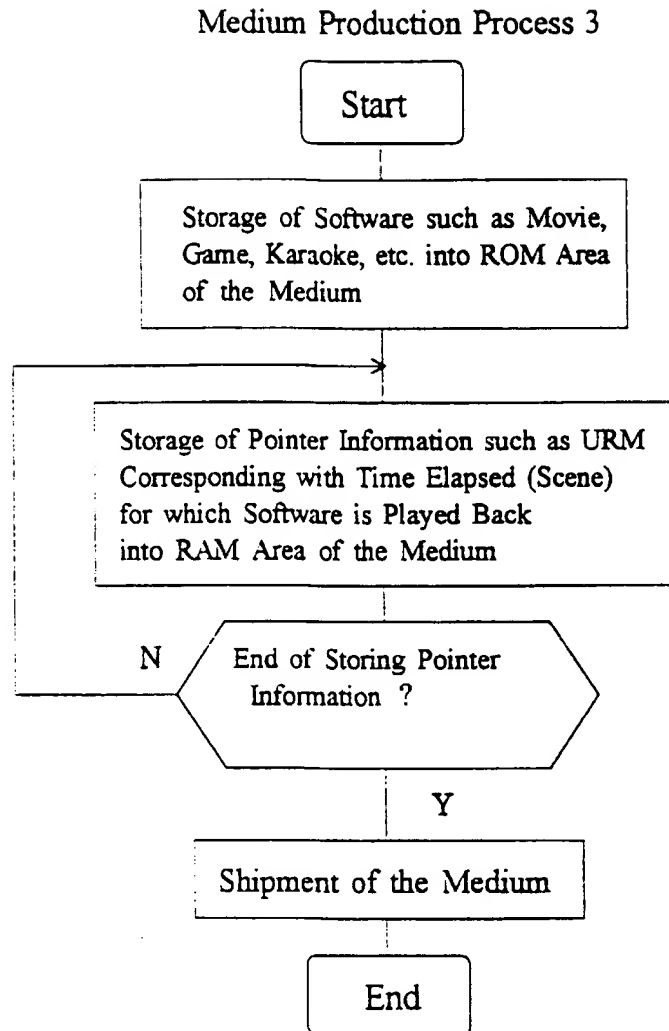 Medium Production Process 3
Start
Storage of Software such as Movie,
Game, Karaoke, etc. into ROM Area
of the Medium
Storage of Pointer Information such as URM
Corresponding with Time Elapsed (Scene)
for which Software is Played Back
into RAM Area of the Medium
N
End of Storing Pointer
Information ?
Y
Shipment of the Medium
End